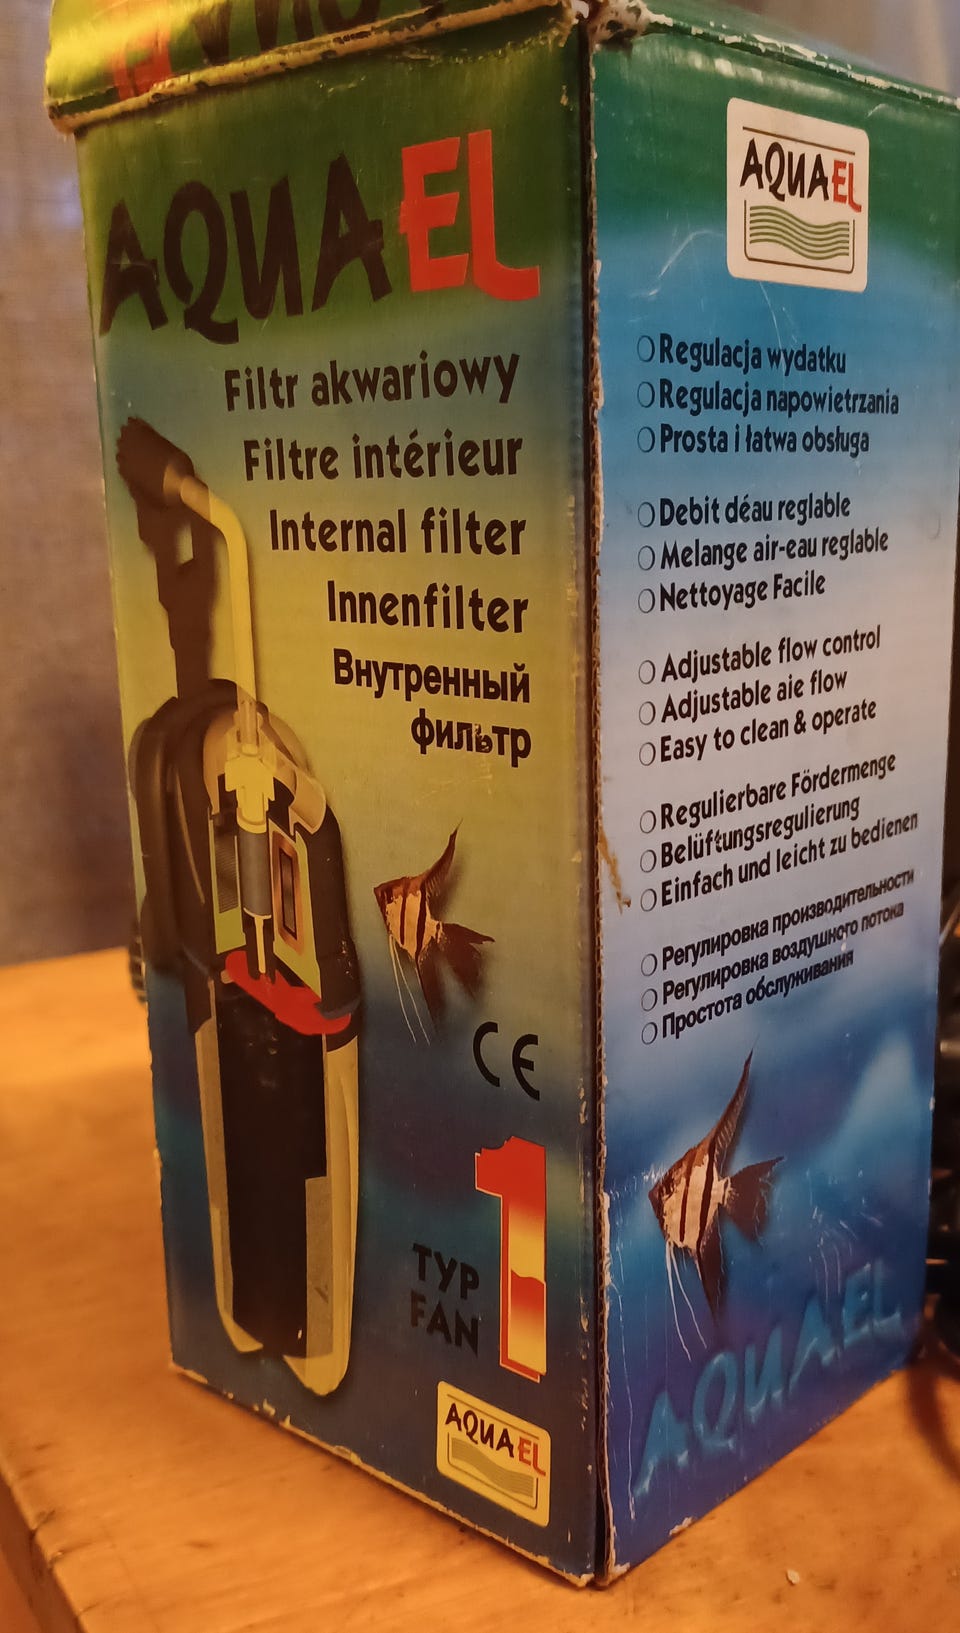 AQUAEL
Filtr akwariowy
Filtre intérieur
Internal filter
Innenfilter
Внутренный
фильтр
CE
1
TYP
FAN
AQUAEL
AQUAEL
Regulacja wydatku
Regulacja napowietrzania
Prosta i łatwa obsługa
Debit déau reglable
Melange air-eau reglable
Nettoyage Facile
Adjustable flow control
Adjustable aie flow
Easy to clean & operate
Regulierbare Fördermenge
Belüftungsregulierung
Einfach und leicht zu bedienen
Регулировка производительности
Регулировка воздушного потока
Простота обслуживания
AQUAEL